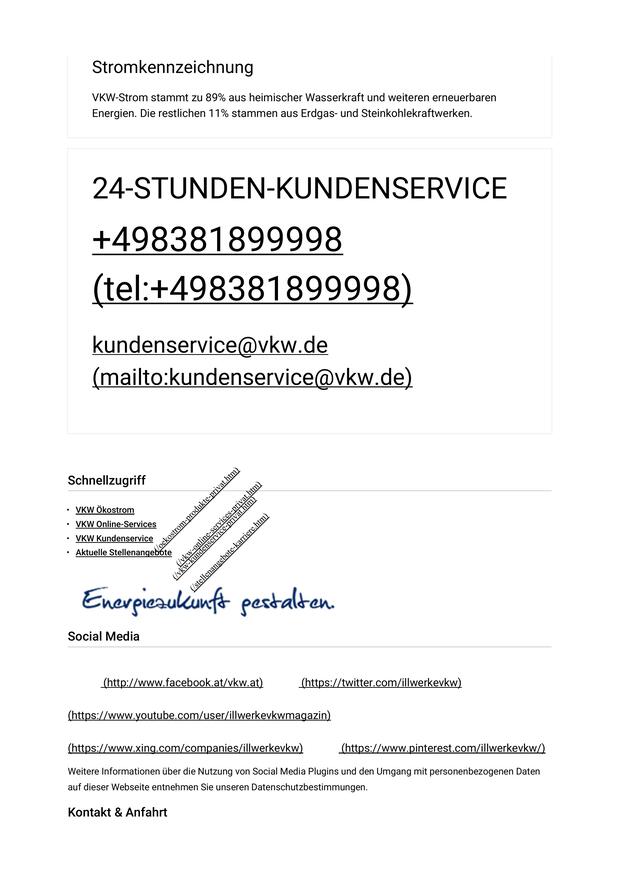 Stromkennzeichnung
VKW-Strom stammt zu 89% aus heimischer Wasserkraft und weiteren erneuerbaren
Energien. Die restlichen 11% stammen aus Erdgas- und Steinkohlekraftwerken.
24-STUNDEN-KUNDENSERVICE
+498381899998
(tel:+498381899998)
kundenservice@vkw.de
(mailto:kundenservice@vkw.de)
Schnellzugriff
• VKW Ökostrom
(/oekostrom-produkte-privat.htm)
• VKW Online-Services
(/vkw-online-services-privat.htm)
• VKW Kundenservice
(/vkw-kundenservice-privat.htm)
• Aktuelle Stellenangebote
(/stellenangebote-karriere.htm)
Energiezukunft gestalten.
Social Media
(http://www.facebook.at/vkw.at) (https://twitter.com/illwerkevkw)
(https://www.youtube.com/user/illwerkevkwmagazin)
(https://www.xing.com/companies/illwerkevkw) (https://www.pinterest.com/illwerkevkw/)
Weitere Informationen über die Nutzung von Social Media Plugins und den Umgang mit personenbezogenen Daten
auf dieser Webseite entnehmen Sie unseren Datenschutzbestimmungen.
Kontakt & Anfahrt